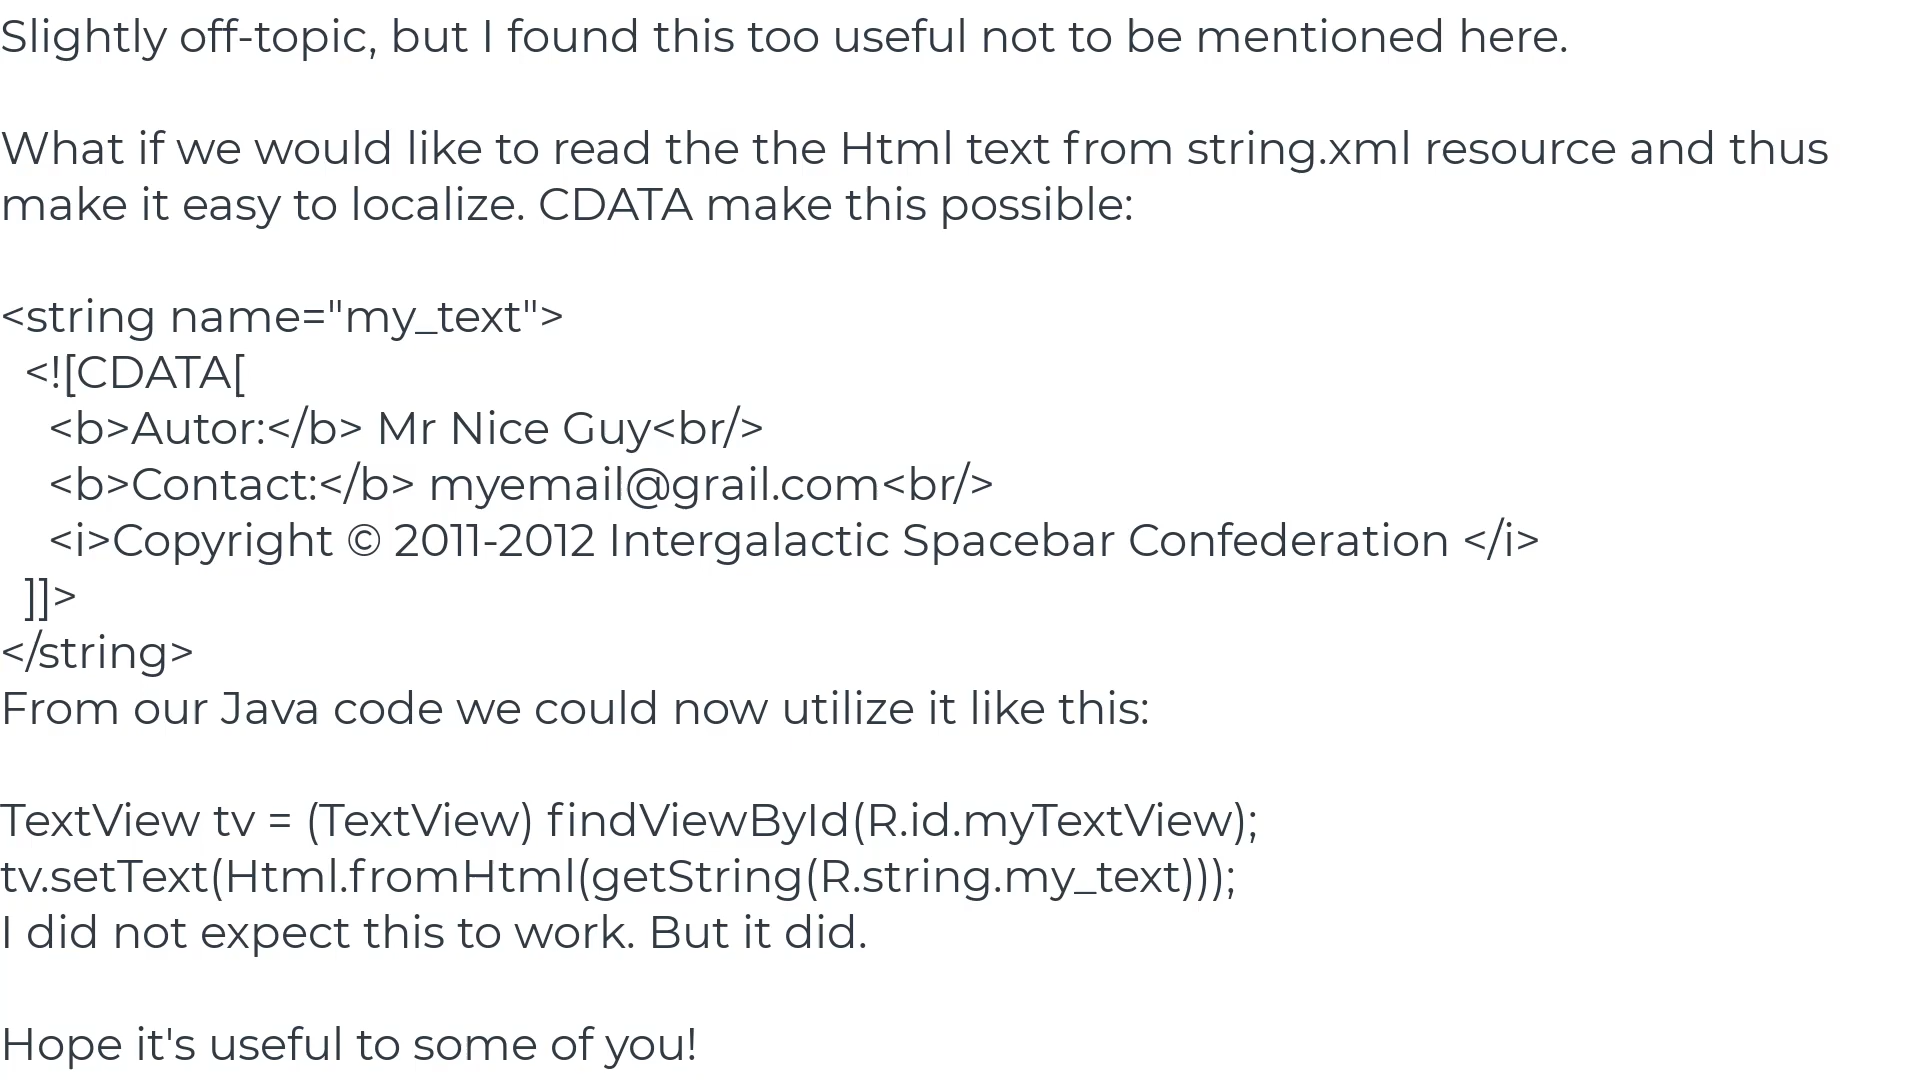 Slightly off-topic, but I found this too useful not to be mentioned here.
What if we would like to read the the Html text from string.xml resource and thus
make it easy to localize. CDATA make this possible:
<string name="my_text">
<![CDATA[
<b>Autor:</b> Mr Nice Guy<br/>
<b>Contact:</b> myemail@grail.com<br/>
<i>Copyright © 2011-2012 Intergalactic Spacebar Confederation </i>
]]>
</string>
From our Java code we could now utilize it like this:
TextView tv = (TextView) findViewById(R.id.myTextView);
tv.setText(Html.fromHtml(getString(R.string.my_text)));
I did not expect this to work. But it did.
Hope it's useful to some of you!